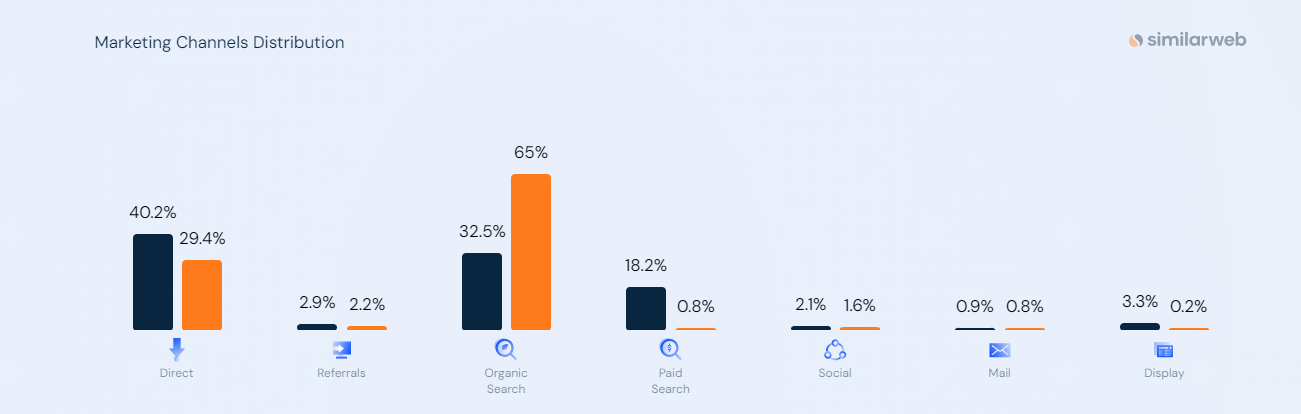 Marketing Channels Distribution
similarweb
65%
40.2%
29.4%
32.5%
18.2%
2.9%
2.2%
0.8%
2.1%
1.6%
0.9%
0.8%
3.3%
0.2%
Direct
Referrals
Organic
Search
Paid
Search
Social
Mail
Display